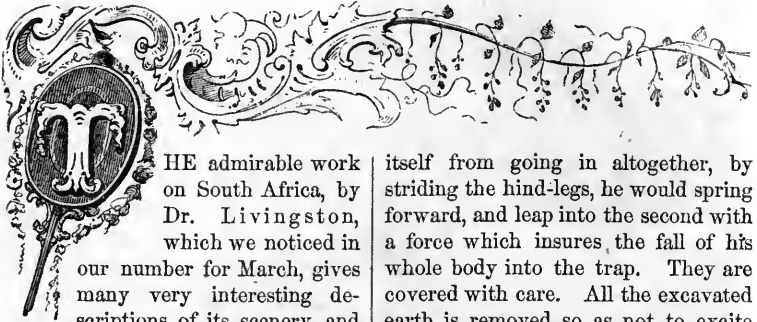 THE admirable work
on South Africa, by
Dr. Livingston,
which we noticed in
our number for March, gives
many very interesting de-
scriptions of its scenery, and
itself from going in altogether, by
striding the hind-legs, he would spring
forward, and leap into the second with
a force which insures the fall of his
whole body into the trap. They are
covered with care. All the excavated
earth is removed so as not to excite